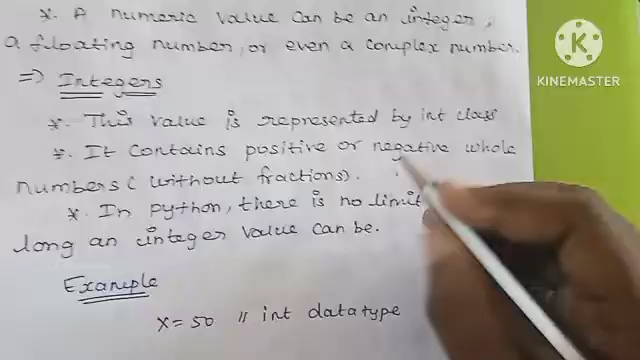 *. A numeric value can be an integer,
a floating number, or even a complex number.
⇒ Integers
*. This value is represented by int class
*. It contains positive or negative whole
numbers ( without fractions).
*. In python, there is no limit
long an integer value can be.
Example
x = 50 // int datatype
KINEMASTER